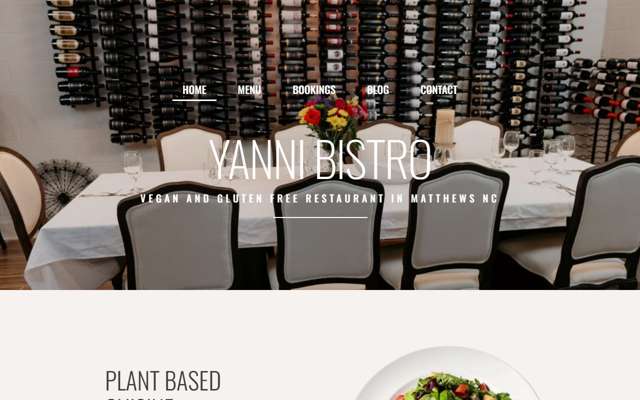 HOME MENU BOOKINGS BLOG CONTACT
YANNI BISTRO
VEGAN AND GLUTEN FREE RESTAURANT IN MATTHEWS NC
PLANT BASED